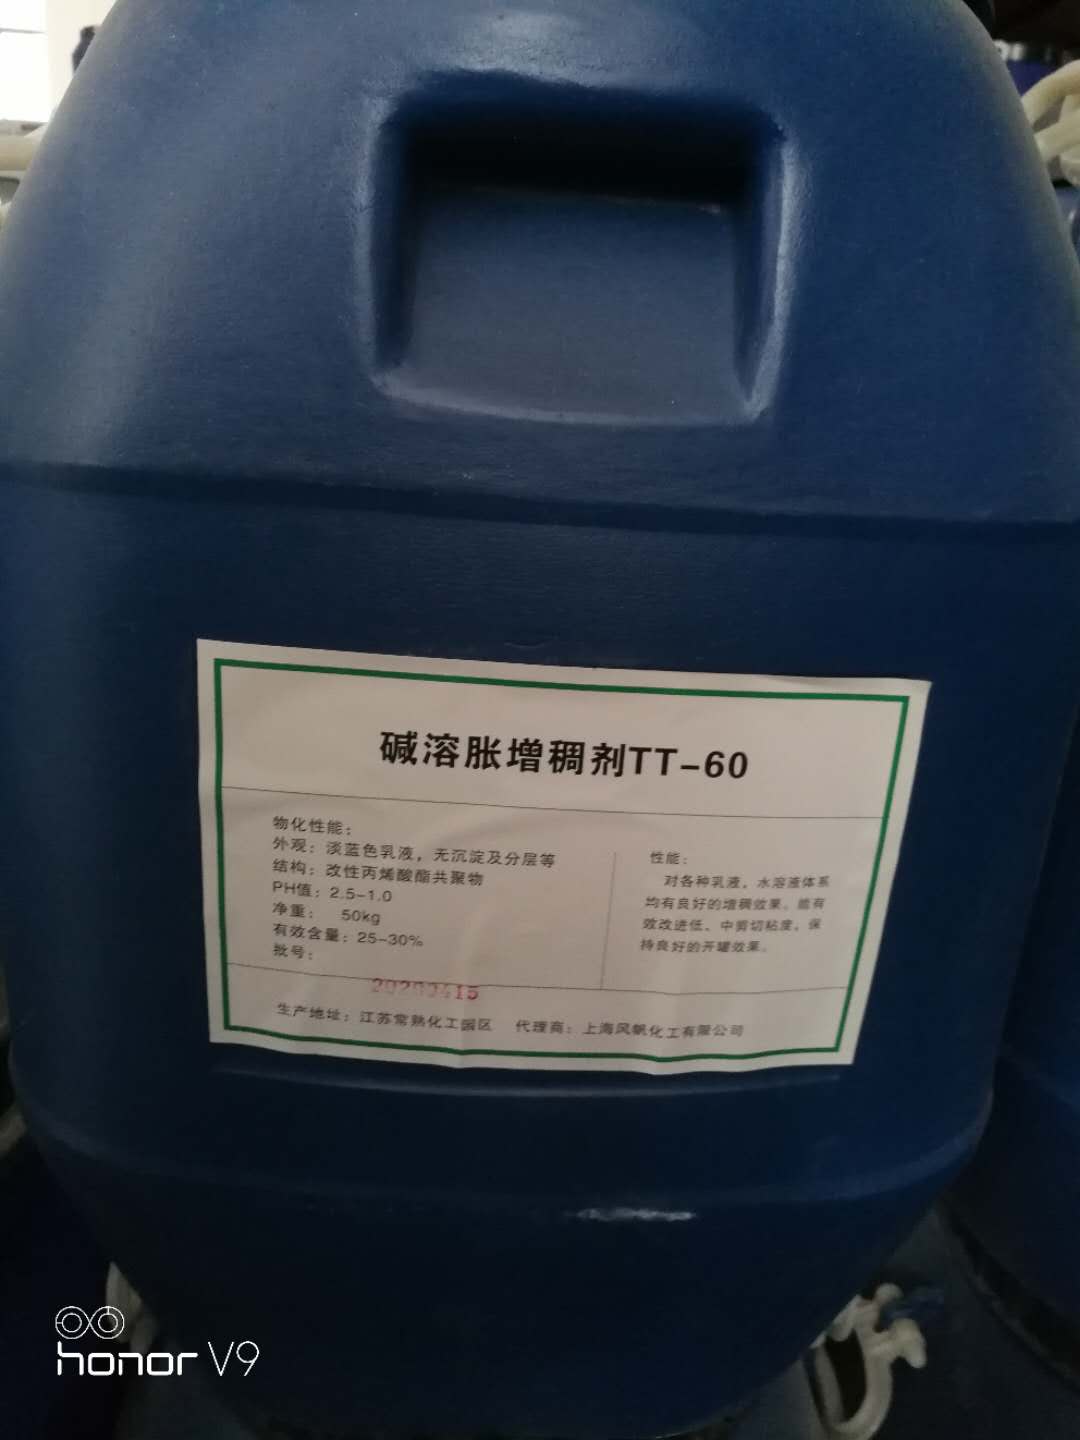 碱溶胀增稠剂TT-60
物化性能:
外观: 淡蓝色乳液, 无沉淀及分层等
结构: 改性丙烯酸酯共聚物
PH值: 2.5-1.0
净重: 50kg
有效含量: 25-30%
批号:
20200415
性能:
对各种乳液, 水溶液体系
均有良好的增稠效果。能有
效改进低、中剪切粘度, 保
持良好的开罐效果。
生产地址: 江苏常熟化工园区 代理商: 上海风帆化工有限公司
honor V9